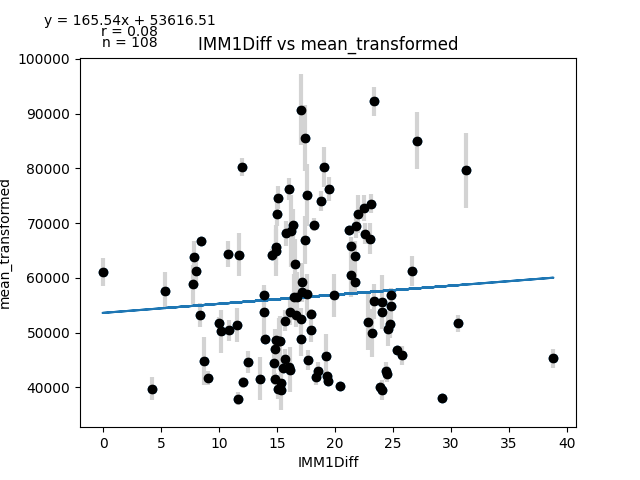 y = 165.54x + 53616.51
r = 0.08
n = 108
IMM1Diff vs mean_transformed
100000
90000
80000
70000
60000
50000
40000
mean_transformed
0 5 10 15 20 25 30 35 40
IMM1Diff